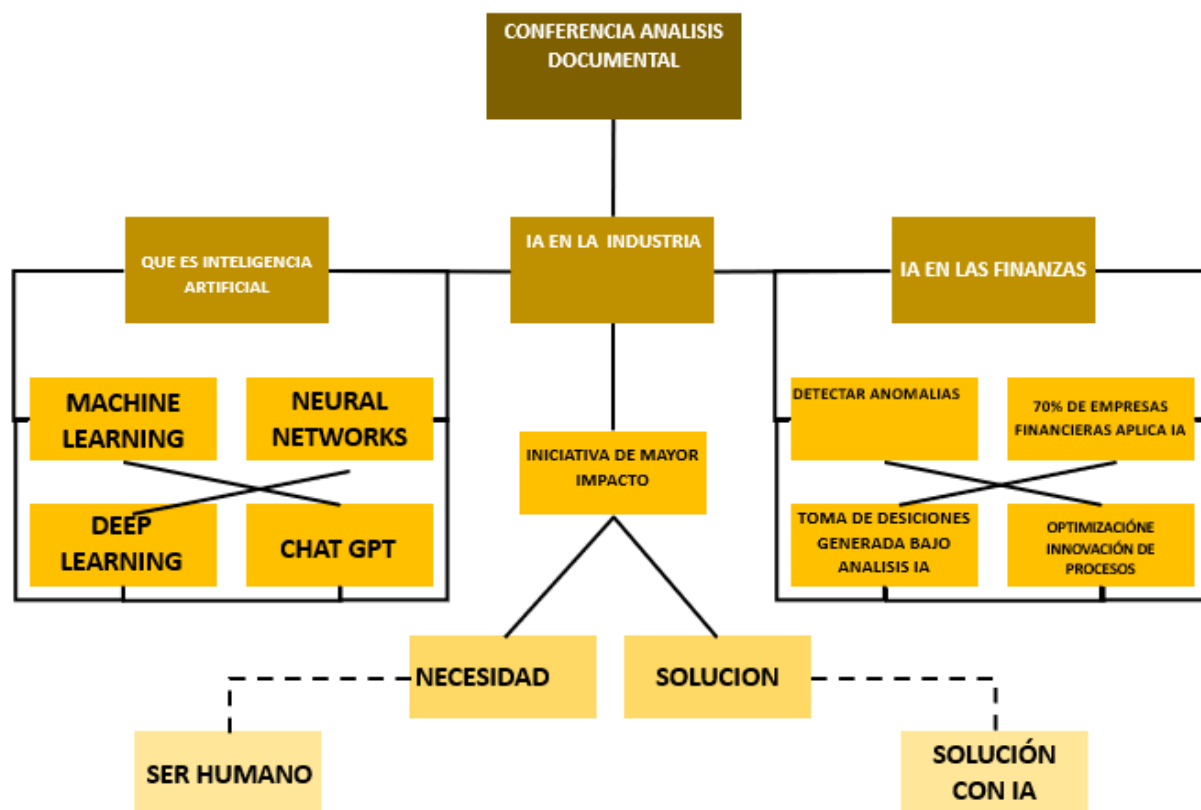 CONFERENCIA ANALISIS
DOCUMENTAL
QUE ES INTELIGENCIA
ARTIFICIAL
IA EN LA INDUSTRIA
IA EN LAS FINANZAS
MACHINE
LEARNING
NEURAL
NETWORKS
DEEP
LEARNING
CHAT GPT
INICIATIVA DE MAYOR
IMPACTO
DETECTAR ANOMALIAS
70% DE EMPRESAS
FINANCIERAS APLICA IA
TOMA DE DESICIONES
GENERADA BAJO
ANALISIS IA
OPTIMIZACIÓNE
INNOVACIÓN DE
PROCESOS
NECESIDAD
SOLUCION
SER HUMANO
SOLUCIÓN
CON IA